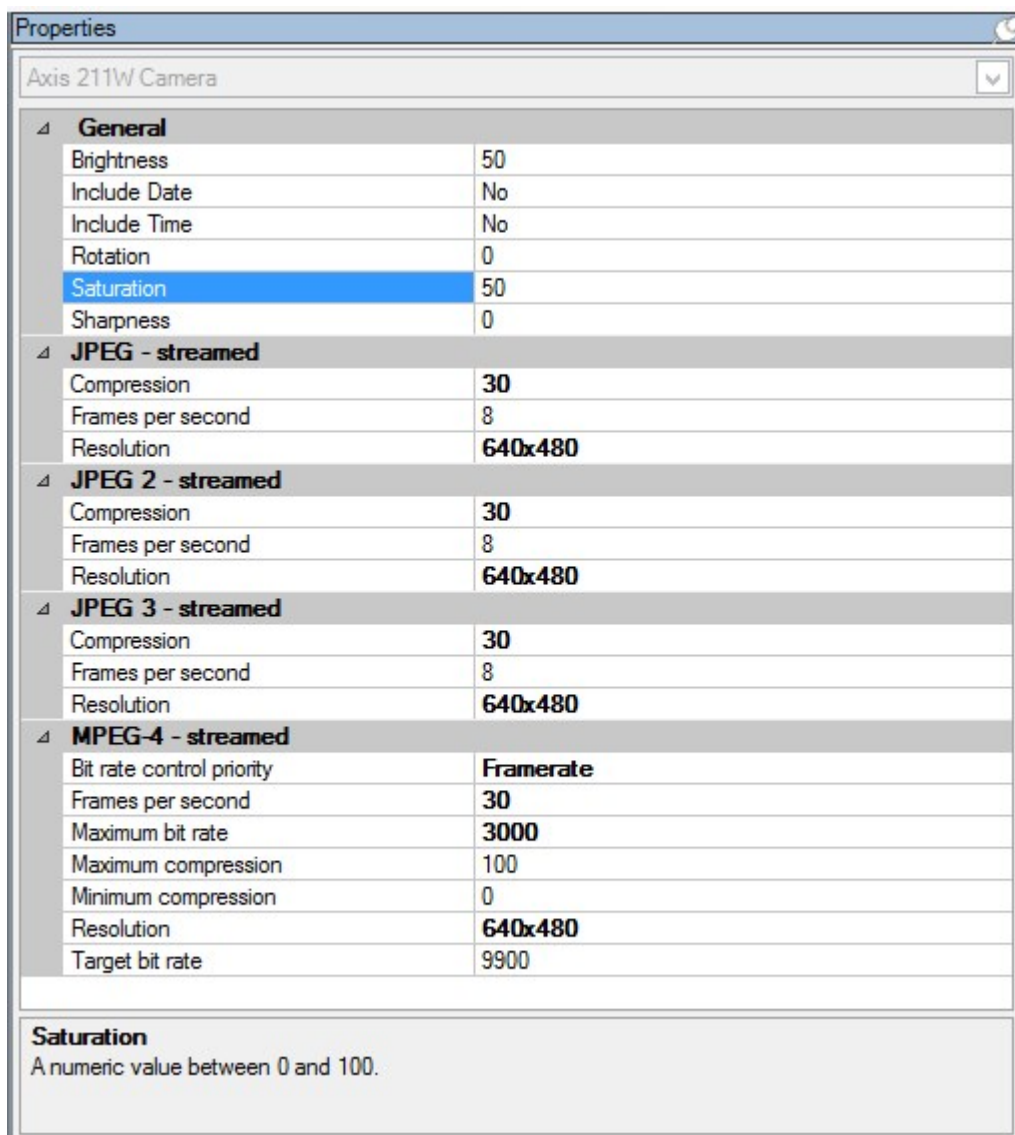 Properties
Axis 211W Camera
General
Brightness 50
Include Date No
Include Time No
Rotation 0
Saturation 50
Sharpness 0
JPEG - streamed
Compression 30
Frames per second 8
Resolution 640x480
JPEG 2 - streamed
Compression 30
Frames per second 8
Resolution 640x480
JPEG 3 - streamed
Compression 30
Frames per second 8
Resolution 640x480
MPEG-4 - streamed
Bit rate control priority Framerate
Frames per second 30
Maximum bit rate 3000
Maximum compression 100
Minimum compression 0
Resolution 640x480
Target bit rate 9900
Saturation
A numeric value between 0 and 100.